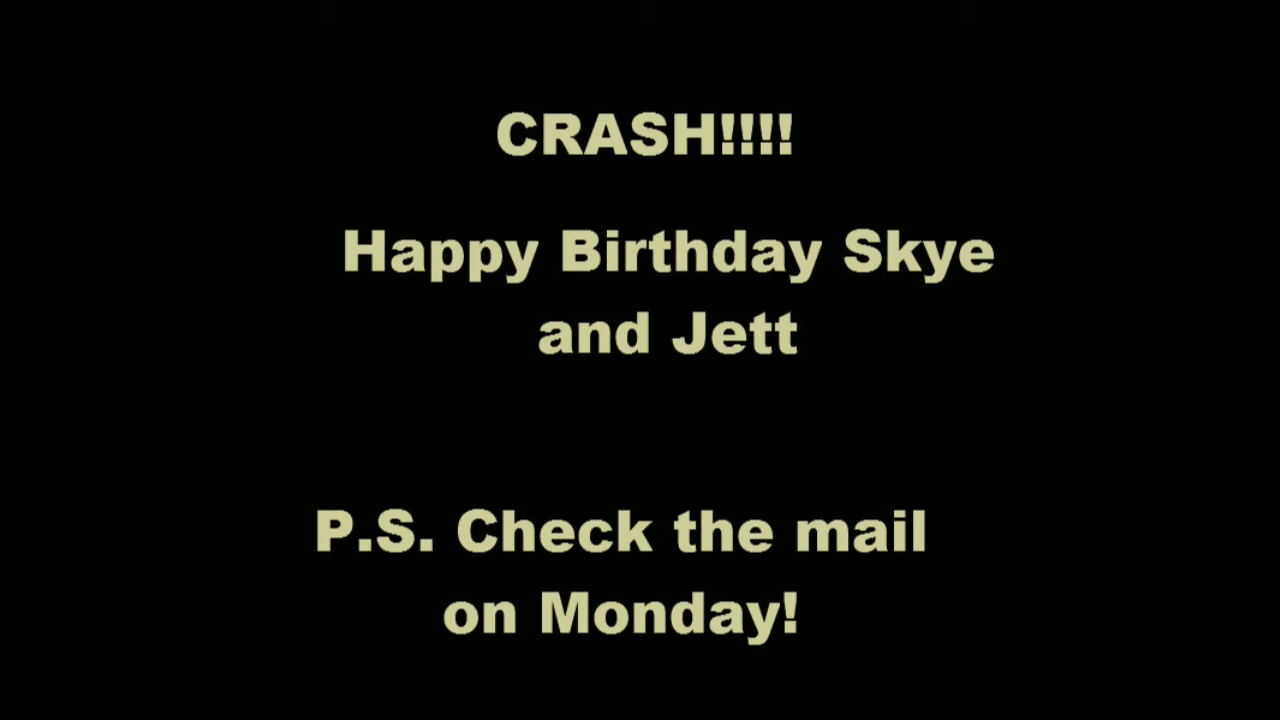 CRASH!!!!
Happy Birthday Skye
and Jett
P.S. Check the mail
on Monday!